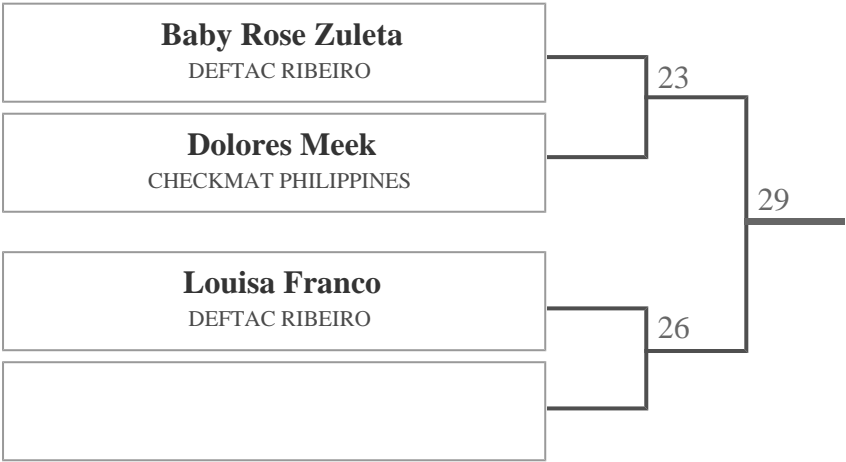 Baby Rose Zuleta
DEFTAC RIBEIRO
23
Dolores Meek
CHECKMAT PHILIPPINES
29
Louisa Franco
DEFTAC RIBEIRO
26